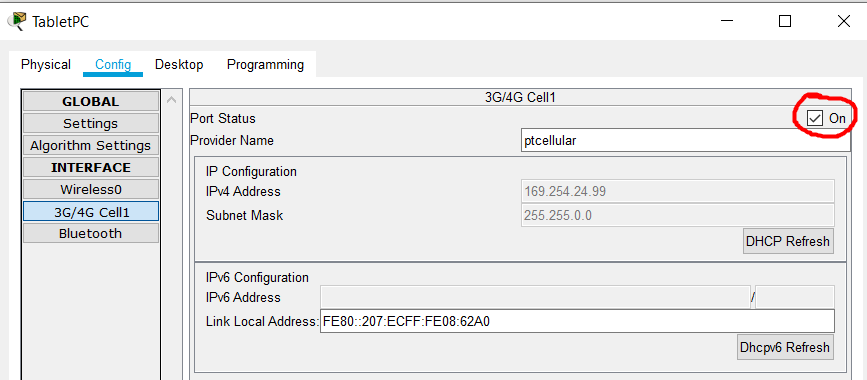 TabletPC
Physical Config Desktop Programming
GLOBAL
Settings
Algorithm Settings
INTERFACE
Wireless0
3G/4G Cell1
Bluetooth
3G/4G Cell1
Port Status On
Provider Name ptcellular
IP Configuration
IPv4 Address 169.254.24.99
Subnet Mask 255.255.0.0
DHCP Refresh
IPv6 Configuration
IPv6 Address /
Link Local Address: FE80::207:ECFF:FE08:62A0
Dhcpv6 Refresh